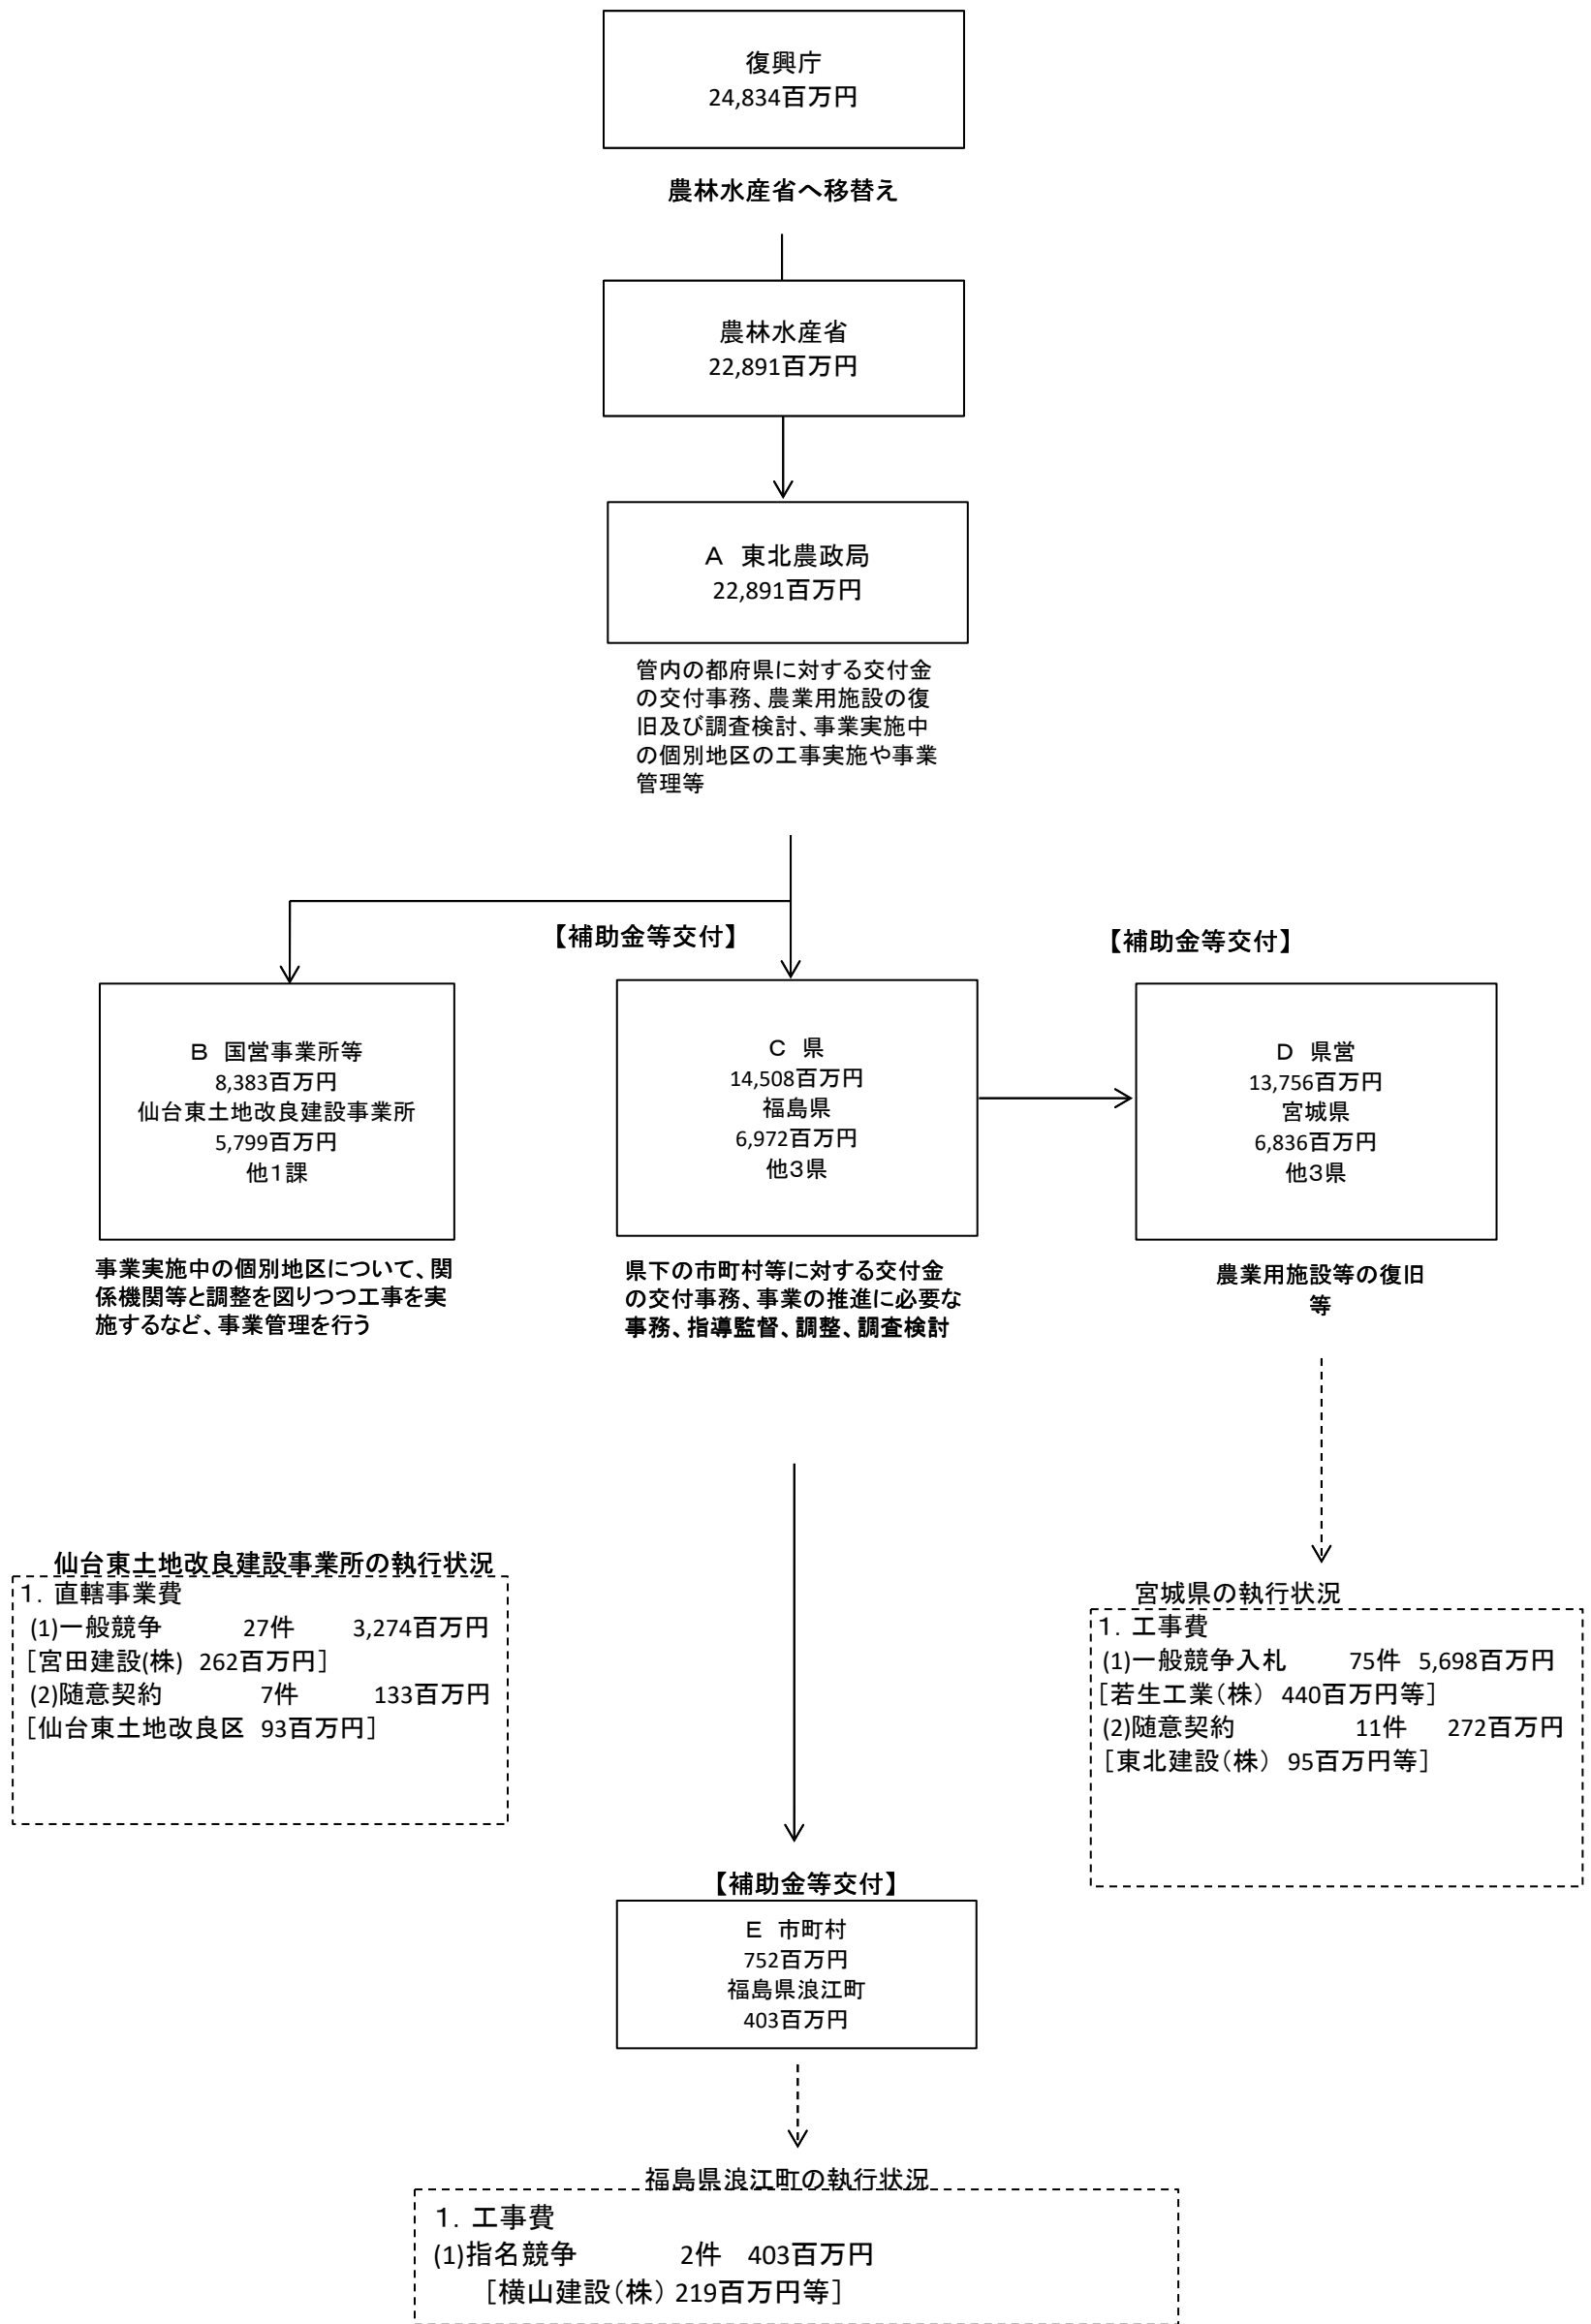 復興庁
24,834百万円
農林水産省へ移替え
農林水産省
22,891百万円
A 東北農政局
22,891百万円
管内の都府県に対する交付金
の交付事務、農業用施設の復
旧及び調査検討、事業実施中
の個別地区の工事実施や事業
管理等
【補助金等交付】
【補助金等交付】
B 国営事業所等
8,383百万円
仙台東土地改良建設事業所
5,799百万円
他1課
C 県
14,508百万円
福島県
6,972百万円
他3県
D 県営
13,756百万円
宮城県
6,836百万円
他3県
事業実施中の個別地区について、関
係機関等と調整を図りつつ工事を実
施するなど、事業管理を行う
県下の市町村等に対する交付金
の交付事務、事業の推進に必要な
事務、指導監督、調整、調査検討
農業用施設等の復旧
等
仙台東土地改良建設事業所の執行状況
1. 直轄事業費
(1)一般競争 27件 3,274百万円
[宮田建設(株) 262百万円]
(2)随意契約 7件 133百万円
[仙台東土地改良区 93百万円]
宮城県の執行状況
1. 工事費
(1)一般競争入札 75件 5,698百万円
[若生工業(株) 440百万円等]
(2)随意契約 11件 272百万円
[東北建設(株) 95百万円等]
【補助金等交付】
E 市町村
752百万円
福島県浪江町
403百万円
福島県浪江町の執行状況
1. 工事費
(1)指名競争 2件 403百万円
[横山建設(株) 219百万円等]